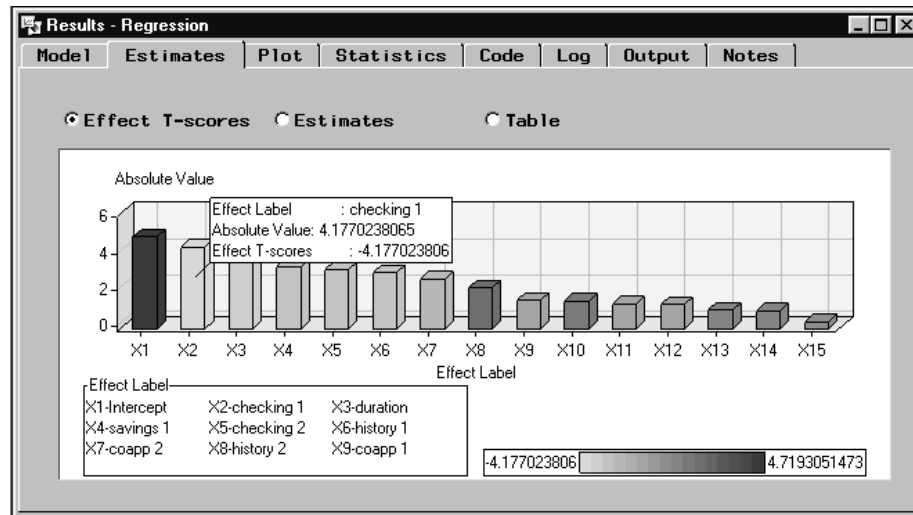 Results - Regression
Model Estimates Plot Statistics Code Log Output Notes
Effect T-scores Estimates Table
Absolute Value
Effect Label : checking 1
Absolute Value: 4.1770238065
Effect T-scores : -4.177023806
6
4
2
0
X1 X2 X3 X4 X5 X6 X7 X8 X9 X10 X11 X12 X13 X14 X15
Effect Label
Effect Label
X1-Intercept X2-checking 1 X3-duration
X4-savings 1 X5-checking 2 X6-history 1
X7-coapp 2 X8-history 2 X9-coapp 1
-4.177023806 4.7193051473